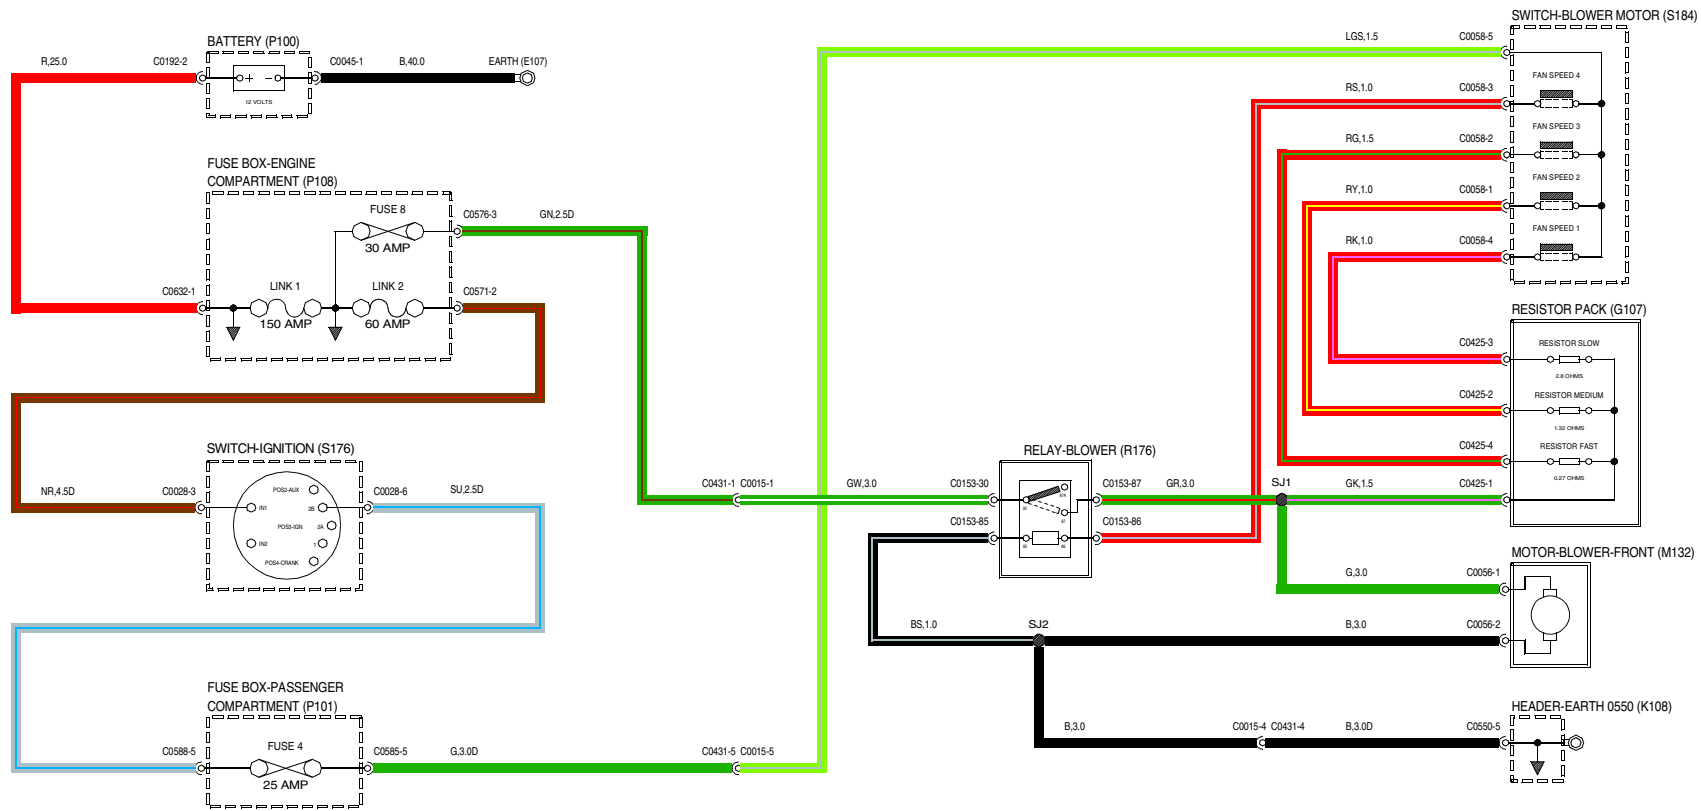 SWITCH-BLOWER MOTOR (S184)
BATTERY (P100)
R,25.0
C0192-2
C0045-1
B,40.0
EARTH (E107)
+ -
12 VOLTS
LGS,1.5
C0058-5
FAN SPEED 4
RS,1.0
C0058-3
FAN SPEED 3
RG,1.5
C0058-2
FAN SPEED 2
RY,1.0
C0058-1
FAN SPEED 1
RK,1.0
C0058-4
FUSE BOX-ENGINE
COMPARTMENT (P108)
FUSE 8
30 AMP
C0576-3
GN,2.5D
C0632-1
LINK 1
150 AMP
LINK 2
60 AMP
C0571-2
RESISTOR PACK (G107)
C0425-3
RESISTOR SLOW
2.8 OHMS
C0425-2
RESISTOR MEDIUM
1.32 OHMS
C0425-4
RESISTOR FAST
0.27 OHMS
GK,1.5
C0425-1
SWITCH-IGNITION (S176)
NR,4.5D
C0028-3
POS2-AUX
IN1
2B
POS3-IGN
2A
IN2
1
POS4-CRANK
C0028-6
SU,2.5D
RELAY-BLOWER (R176)
C0431-1 C0015-1
GW,3.0
C0153-30
87A
30
87
C0153-87
GR,3.0
SJ1
C0153-85
85
86
C0153-86
MOTOR-BLOWER-FRONT (M132)
G,3.0
C0056-1
BS,1.0
SJ2
B,3.0
C0056-2
FUSE BOX-PASSENGER
COMPARTMENT (P101)
C0588-5
FUSE 4
25 AMP
C0585-5
G,3.0D
C0431-5 C0015-5
HEADER-EARTH 0550 (K108)
B,3.0
C0015-4 C0431-4
B,3.0D
C0550-5